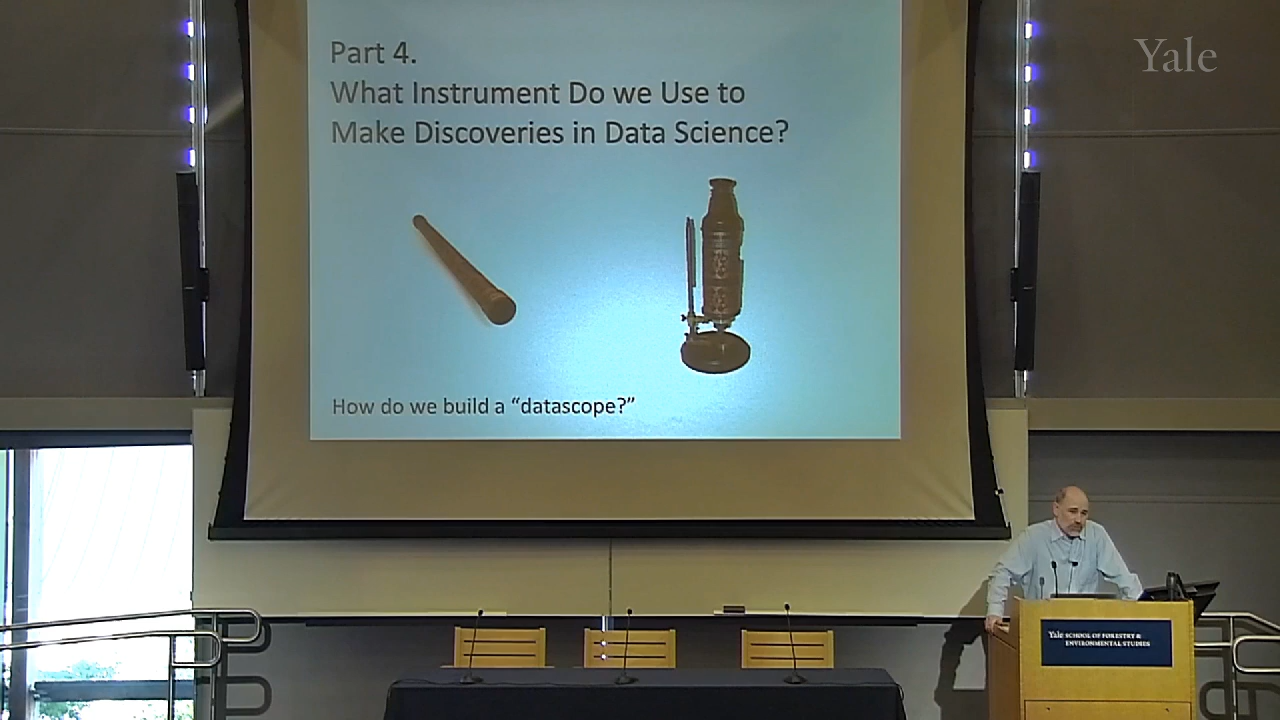 Part 4.
What Instrument Do we Use to
Make Discoveries in Data Science?
How do we build a “datascope?”
Yale
Yale SCHOOL OF FORESTRY &
ENVIRONMENTAL STUDIES